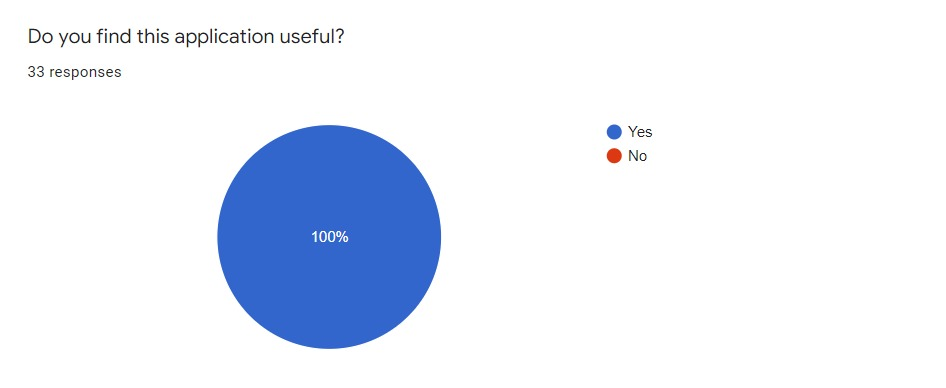 Do you find this application useful?
33 responses
Yes
No
100%